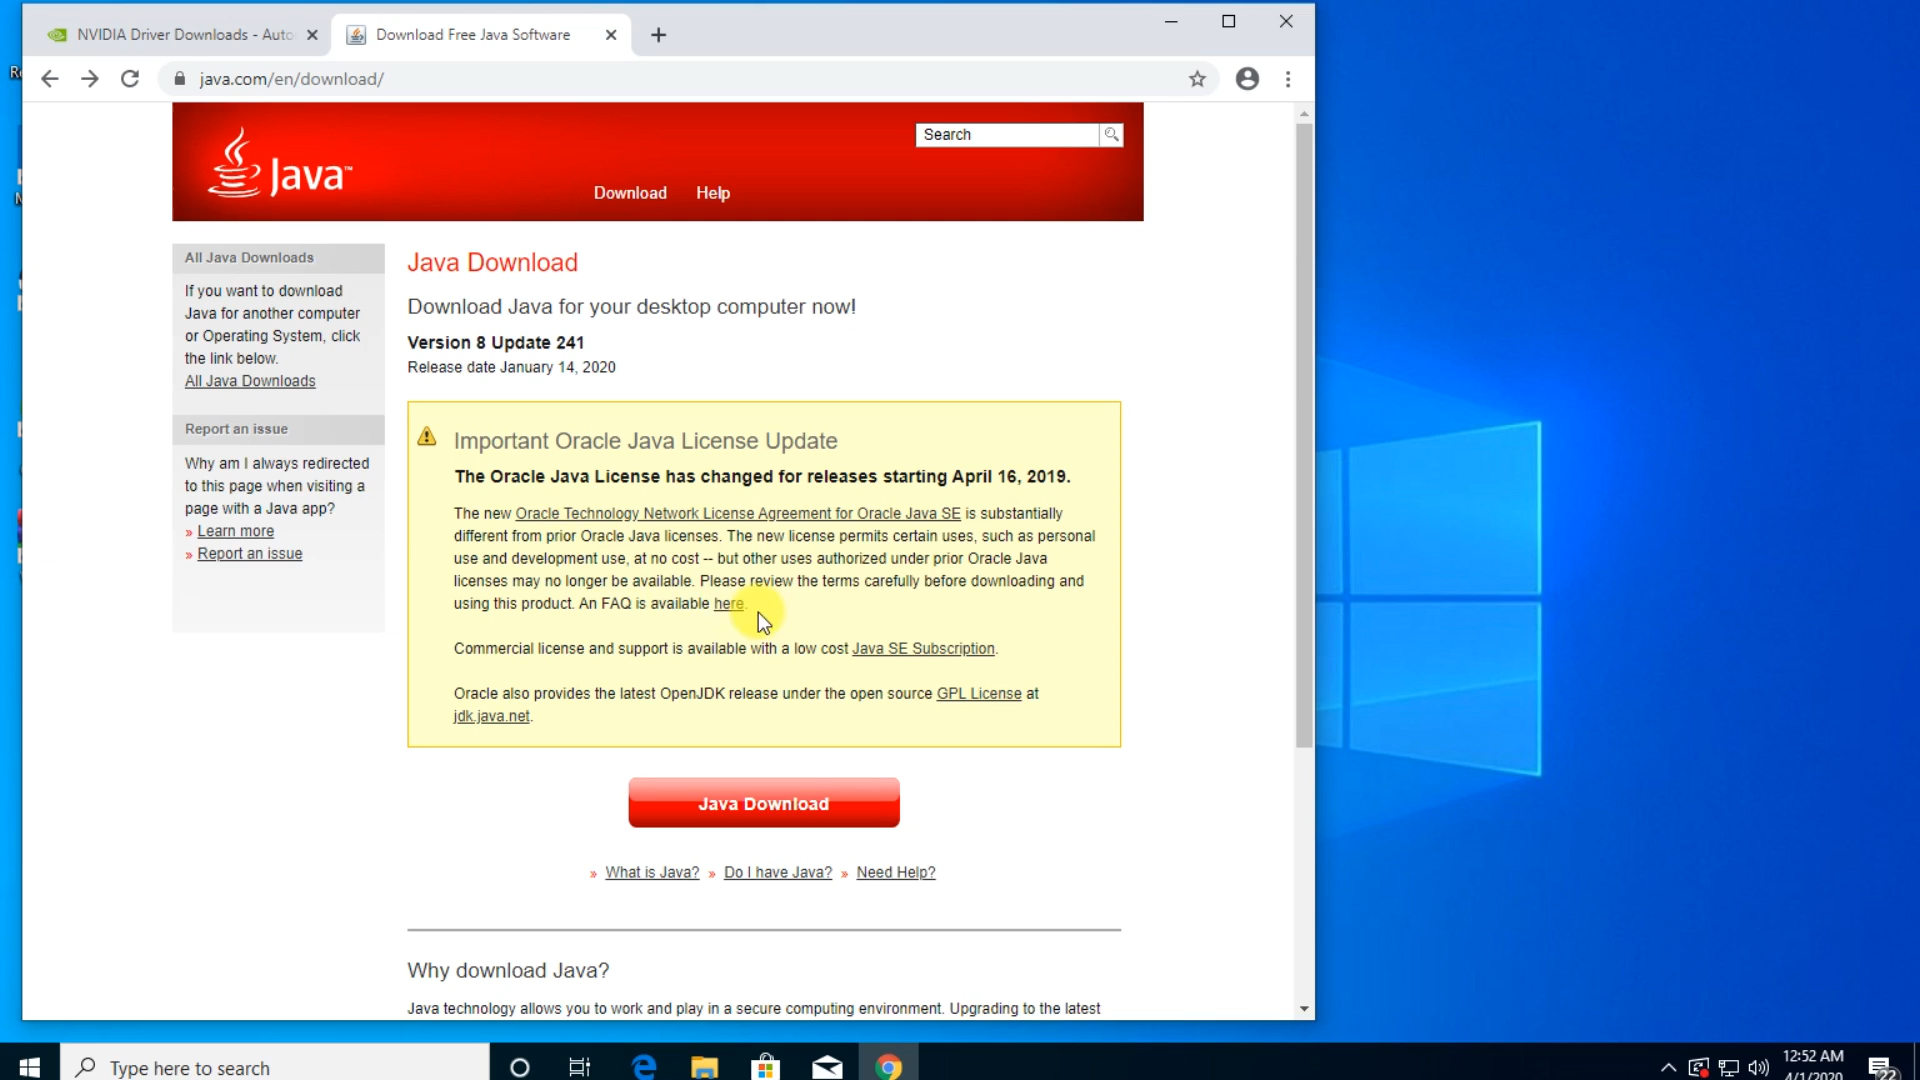 NVIDIA Driver Downloads - Auto
Download Free Java Software
java.com/en/download/
Java™
Search
Download
Help
All Java Downloads
If you want to download
Java for another computer
or Operating System, click
the link below.
All Java Downloads
Report an issue
Why am I always redirected
to this page when visiting a
page with a Java app?
» Learn more
» Report an issue
Java Download
Download Java for your desktop computer now!
Version 8 Update 241
Release date January 14, 2020
Important Oracle Java License Update
The Oracle Java License has changed for releases starting April 16, 2019.
The new Oracle Technology Network License Agreement for Oracle Java SE is substantially
different from prior Oracle Java licenses. The new license permits certain uses, such as personal
use and development use, at no cost -- but other uses authorized under prior Oracle Java
licenses may no longer be available. Please review the terms carefully before downloading and
using this product. An FAQ is available here.
Commercial license and support is available with a low cost Java SE Subscription.
Oracle also provides the latest OpenJDK release under the open source GPL License at
jdk.java.net.
Java Download
» What is Java? » Do I have Java? » Need Help?
Why download Java?
Java technology allows you to work and play in a secure computing environment. Upgrading to the latest
Type here to search
12:52 AM
4/1/2020
22